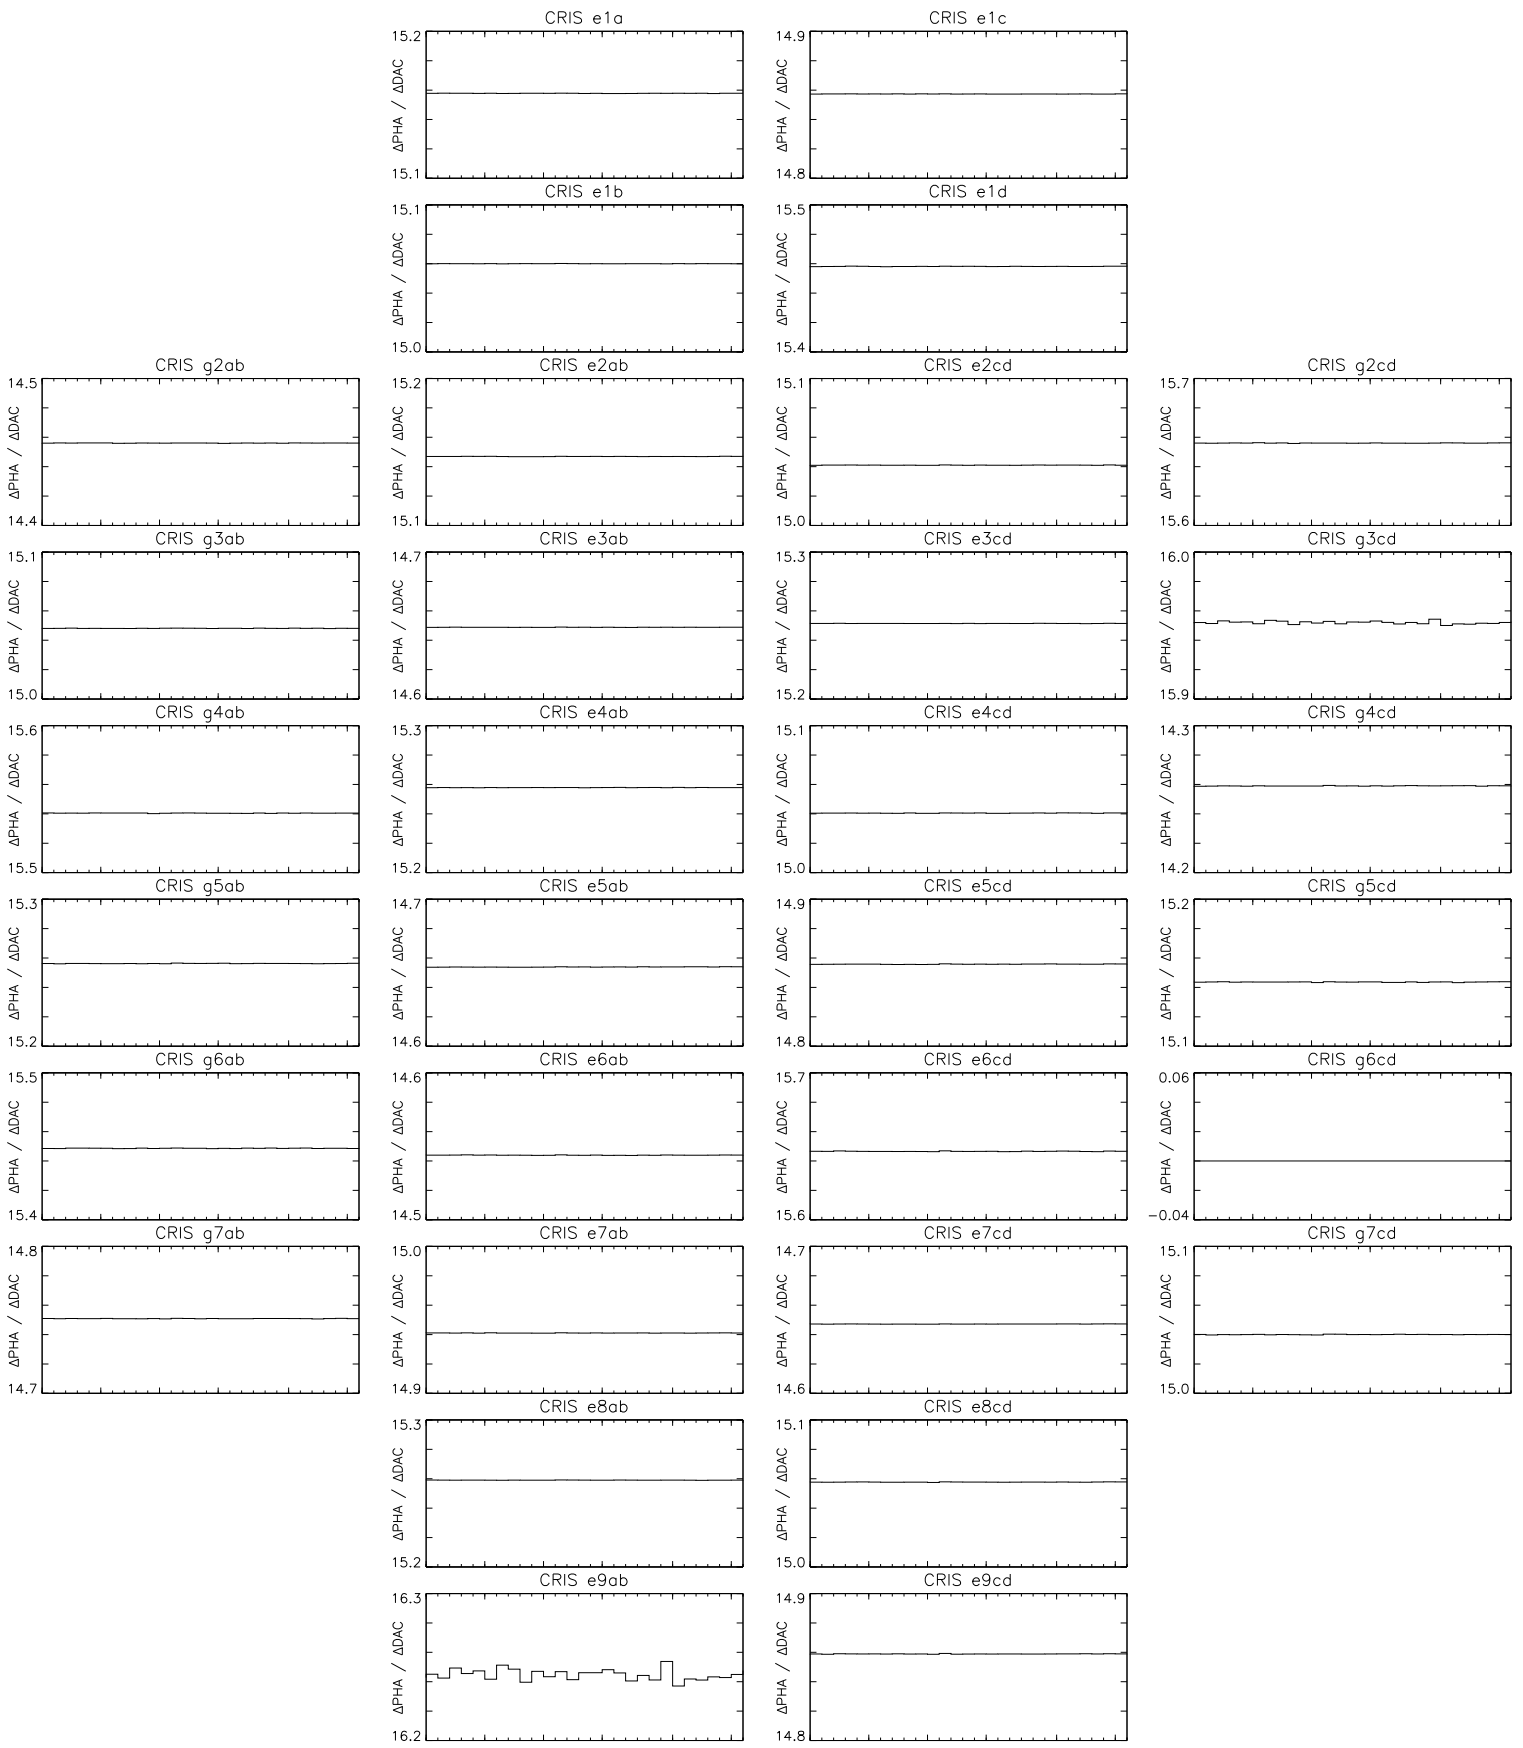 CRIS e1a
15.2
ΔPHA / ΔDAC
15.1
CRIS e1c
14.9
ΔPHA / ΔDAC
14.8
CRIS e1b
15.1
ΔPHA / ΔDAC
15.0
CRIS e1d
15.5
ΔPHA / ΔDAC
15.4
CRIS g2ab
14.5
ΔPHA / ΔDAC
14.4
CRIS e2ab
15.2
ΔPHA / ΔDAC
15.1
CRIS e2cd
15.1
ΔPHA / ΔDAC
15.0
CRIS g2cd
15.7
ΔPHA / ΔDAC
15.6
CRIS g3ab
15.1
ΔPHA / ΔDAC
15.0
CRIS e3ab
14.7
ΔPHA / ΔDAC
14.6
CRIS e3cd
15.3
ΔPHA / ΔDAC
15.2
CRIS g3cd
16.0
ΔPHA / ΔDAC
15.9
CRIS g4ab
15.6
ΔPHA / ΔDAC
15.5
CRIS e4ab
15.3
ΔPHA / ΔDAC
15.2
CRIS e4cd
15.1
ΔPHA / ΔDAC
15.0
CRIS g4cd
14.3
ΔPHA / ΔDAC
14.2
CRIS g5ab
15.3
ΔPHA / ΔDAC
15.2
CRIS e5ab
14.7
ΔPHA / ΔDAC
14.6
CRIS e5cd
14.9
ΔPHA / ΔDAC
14.8
CRIS g5cd
15.2
ΔPHA / ΔDAC
15.1
CRIS g6ab
15.5
ΔPHA / ΔDAC
15.4
CRIS e6ab
14.6
ΔPHA / ΔDAC
14.5
CRIS e6cd
15.7
ΔPHA / ΔDAC
15.6
CRIS g6cd
0.06
ΔPHA / ΔDAC
−0.04
CRIS g7ab
14.8
ΔPHA / ΔDAC
14.7
CRIS e7ab
15.0
ΔPHA / ΔDAC
14.9
CRIS e7cd
14.7
ΔPHA / ΔDAC
14.6
CRIS g7cd
15.1
ΔPHA / ΔDAC
15.0
CRIS e8ab
15.3
ΔPHA / ΔDAC
15.2
CRIS e8cd
15.1
ΔPHA / ΔDAC
15.0
CRIS e9ab
16.3
ΔPHA / ΔDAC
16.2
CRIS e9cd
14.9
ΔPHA / ΔDAC
14.8